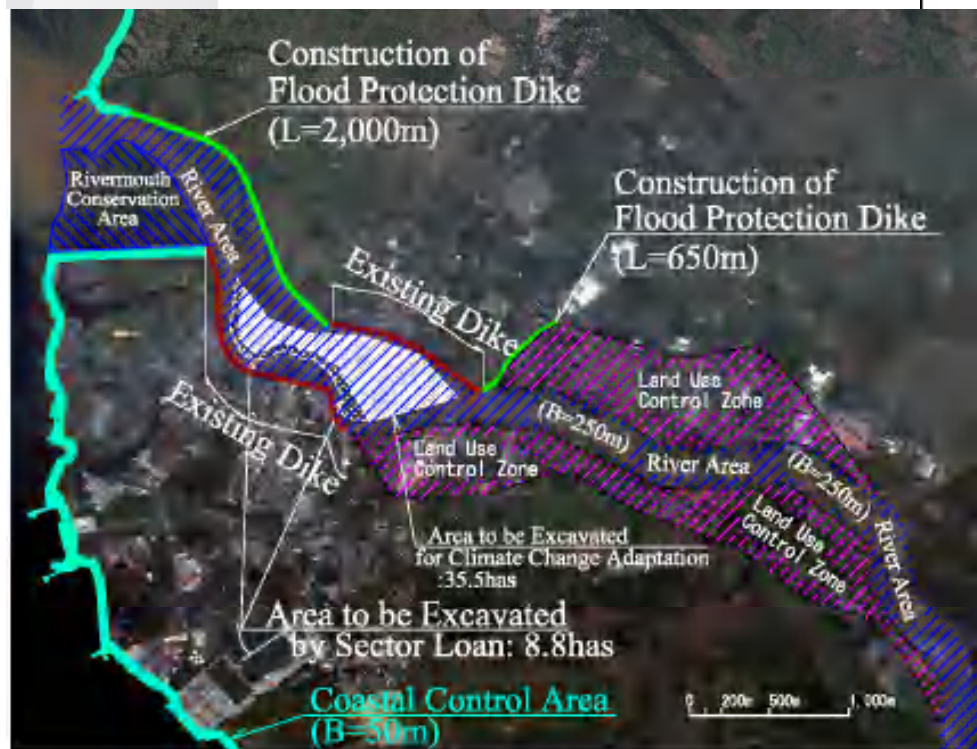 Construction of
Flood Protection Dike
(L=2,000m)
Rivermouth
Conservation
Area
River Area
Construction of
Flood Protection Dike
(L=650m)
Existing Dike
Existing Dike
Land Use
Control Zone
(B=250m)
River Area
(B=250m)
River Area
Land Use
Control Zone
Land Use
Control Zone
Area to be Excavated
for Climate Change Adaptation
:35.5has
Area to be Excavated
by Sector Loan: 8.8has
Coastal Control Area
(B=50m)
0 200m 500m 1,000m